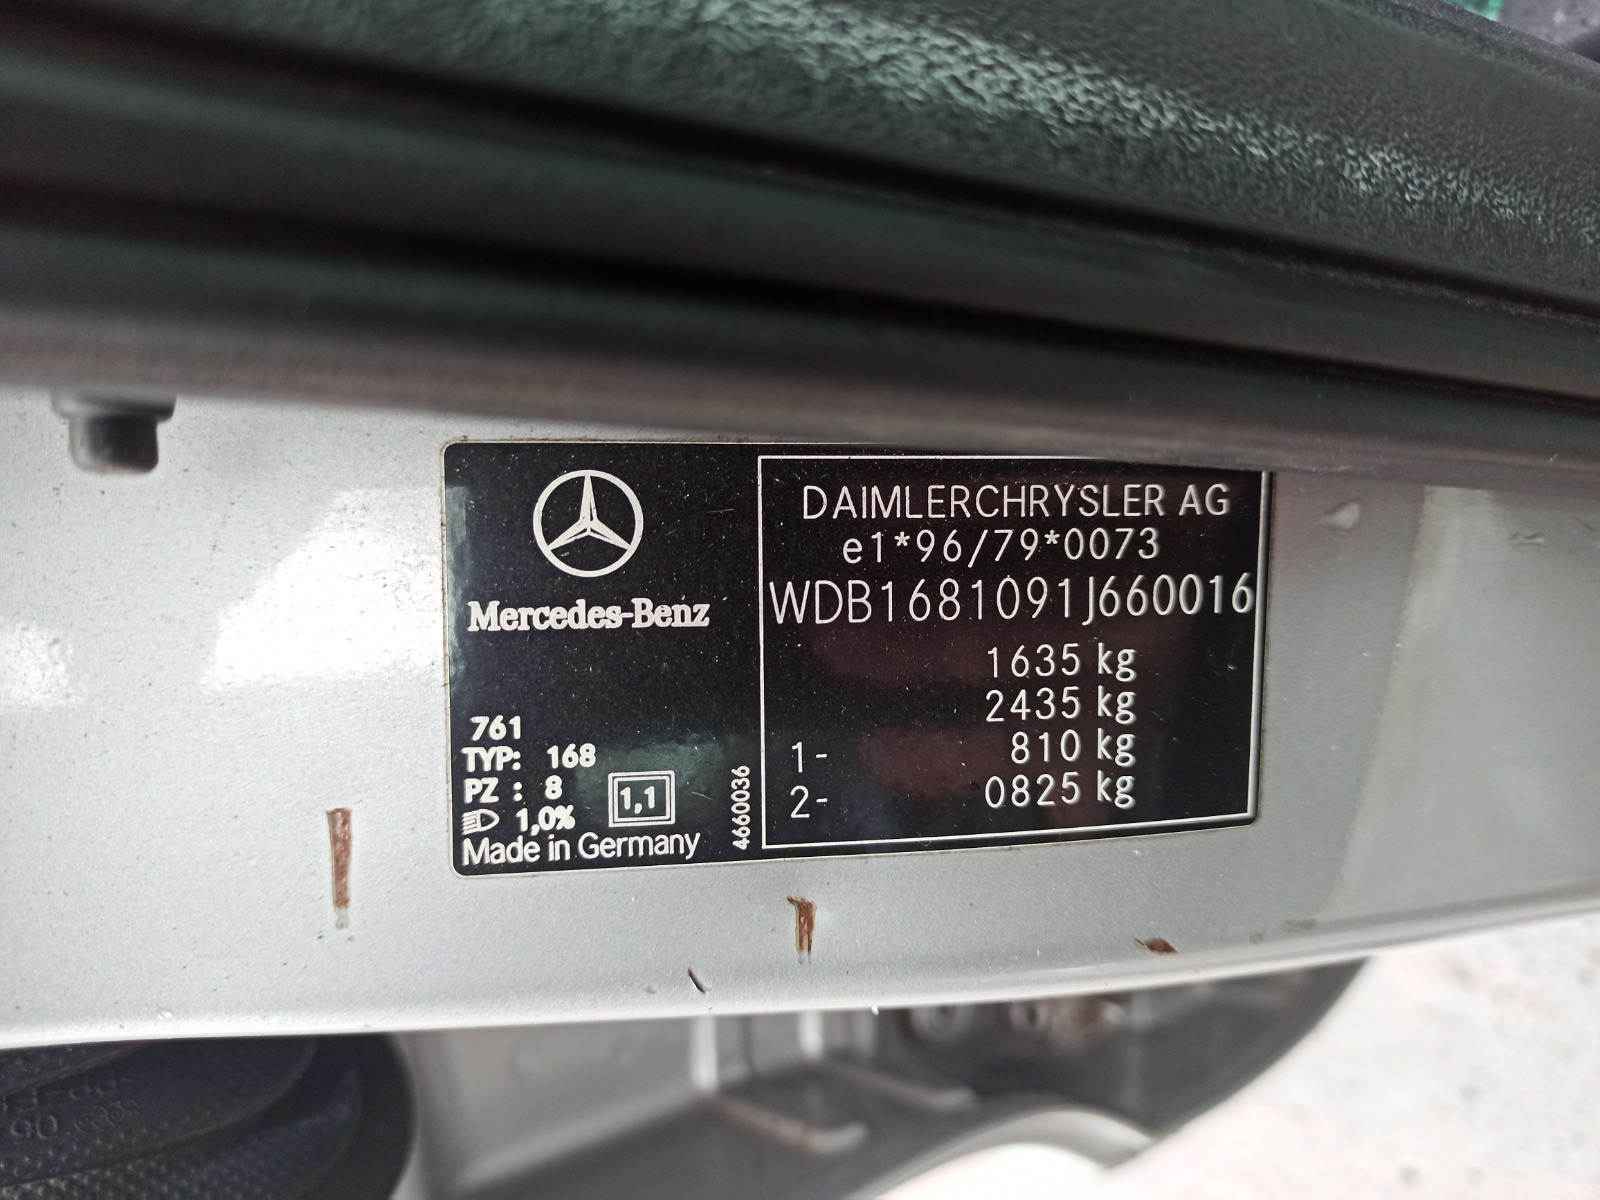 Mercedes-Benz
761
TYP: 168
PZ : 8
1,0%
1,1
Made in Germany
4660036
DAIMLERCHRYSLER AG
e1*96/79*0073
WDB1681091J660016
1635 kg
2435 kg
1- 810 kg
2- 0825 kg